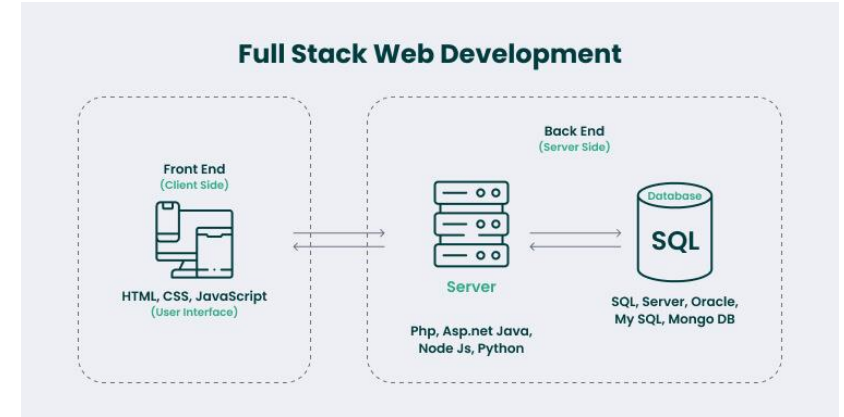 Full Stack Web Development
Front End
(Client Side)
HTML, CSS, JavaScript
(User Interface)
Back End
(Server Side)
Server
Php, Asp.net Java,
Node Js, Python
Database
SQL
SQL, Server, Oracle,
My SQL, Mongo DB